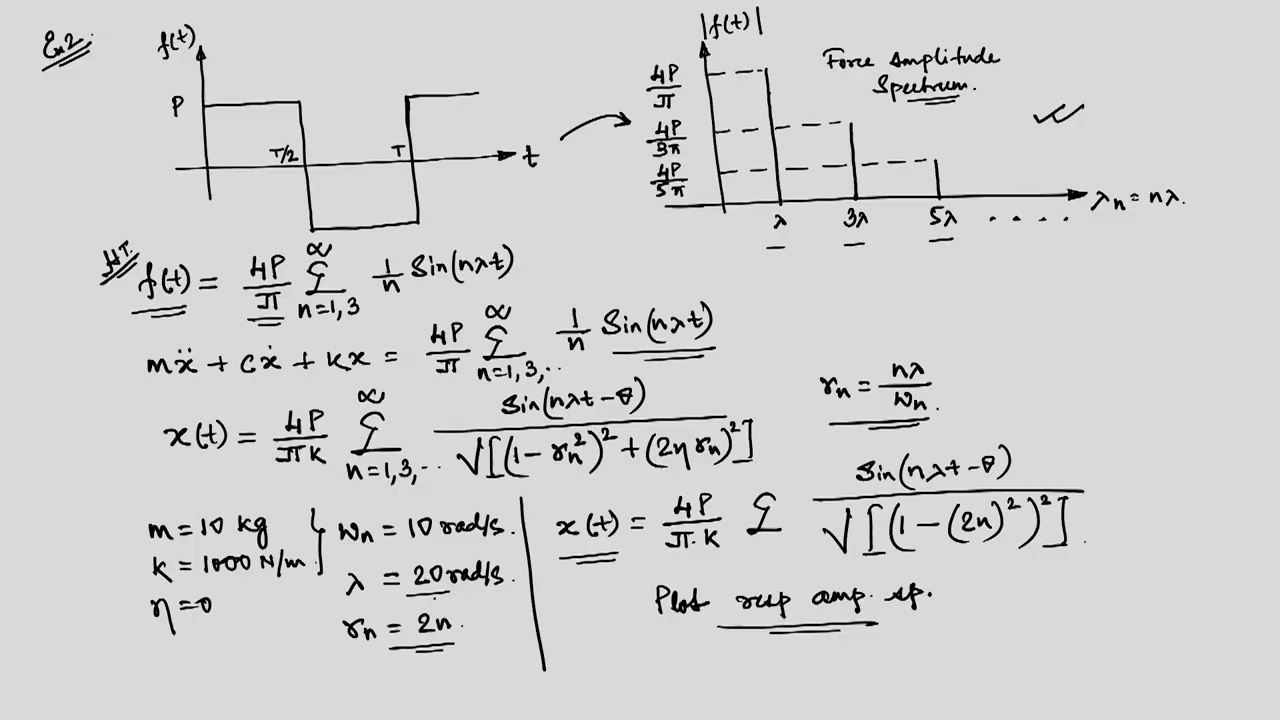 Ex2.
f(t)
P
T/2
T
t
|f(t)|
4P/π
4P/3π
4P/5π
Force Amplitude
Spectrum.
λ
3λ
5λ
. . . . .
λn = nλ.
HT.
f(t) = 4P/π ∑_{n=1,3}^{∞} 1/n Sin(nλt)
mẍ + cẋ + kx = 4P/π ∑_{n=1,3,..}^{∞} 1/n Sin(nλt)
x(t) = 4P/πk ∑_{n=1,3,..}^{∞} Sin(nλt - θ) / √[(1 - rn²)² + (2η rn)²]
rn = nλ/ωn.
m = 10 kg
k = 1000 N/m
η = 0
ωn = 10 rad/s.
λ = 20 rad/s.
rn = 2n.
x(t) = 4P/π.k ∑ Sin(nλt - θ) / √[(1 - (2n)²)²].
Plot resp amp. sp.